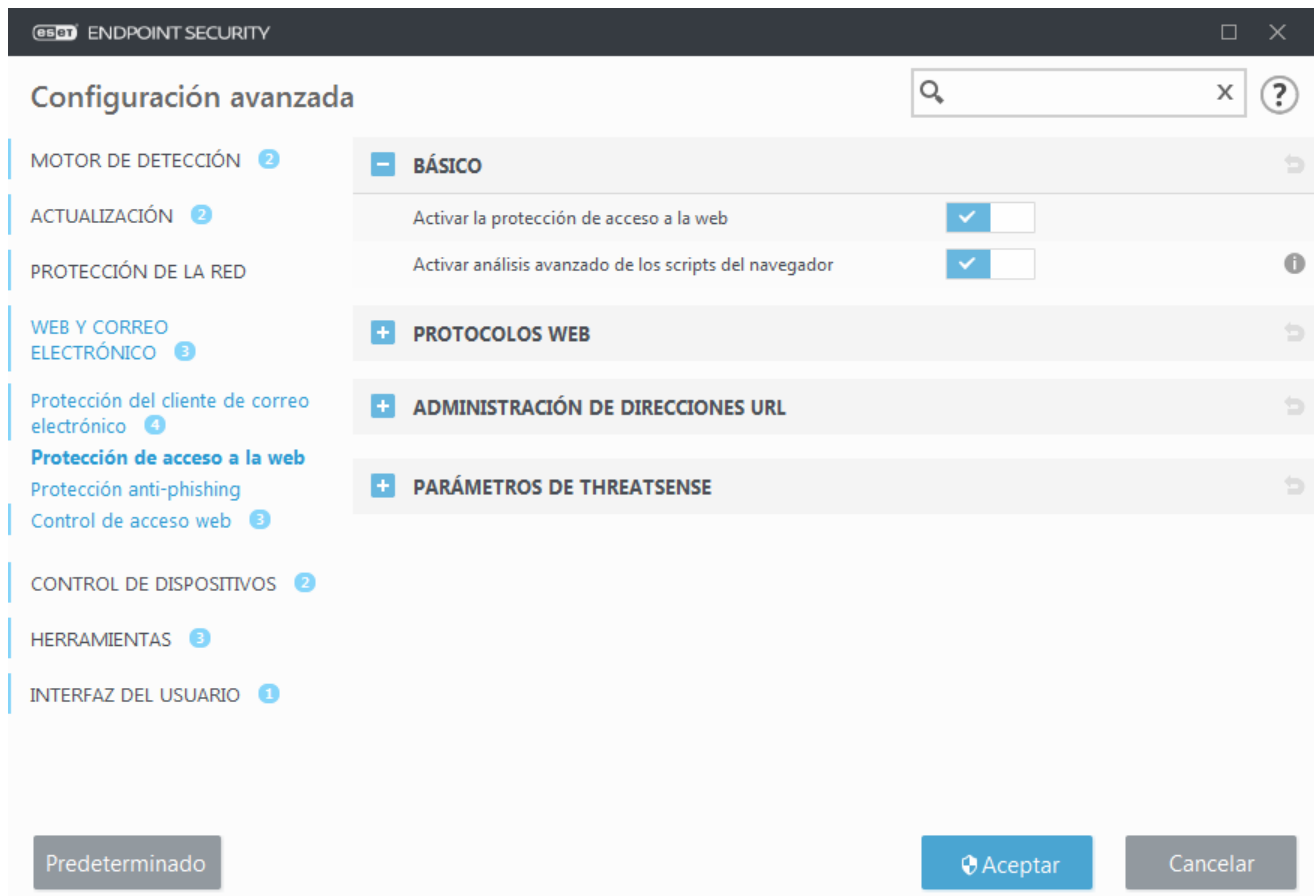 eset ENDPOINT SECURITY
Configuración avanzada
x
?
MOTOR DE DETECCIÓN 2
ACTUALIZACIÓN 2
PROTECCIÓN DE LA RED
WEB Y CORREO
ELECTRÓNICO 3
Protección del cliente de correo
electrónico 4
Protección de acceso a la web
Protección anti-phishing
Control de acceso web 3
CONTROL DE DISPOSITIVOS 2
HERRAMIENTAS 3
INTERFAZ DEL USUARIO 1
BÁSICO
Activar la protección de acceso a la web
Activar análisis avanzado de los scripts del navegador
i
PROTOCOLOS WEB
ADMINISTRACIÓN DE DIRECCIONES URL
PARÁMETROS DE THREATSENSE
Predeterminado
Aceptar
Cancelar